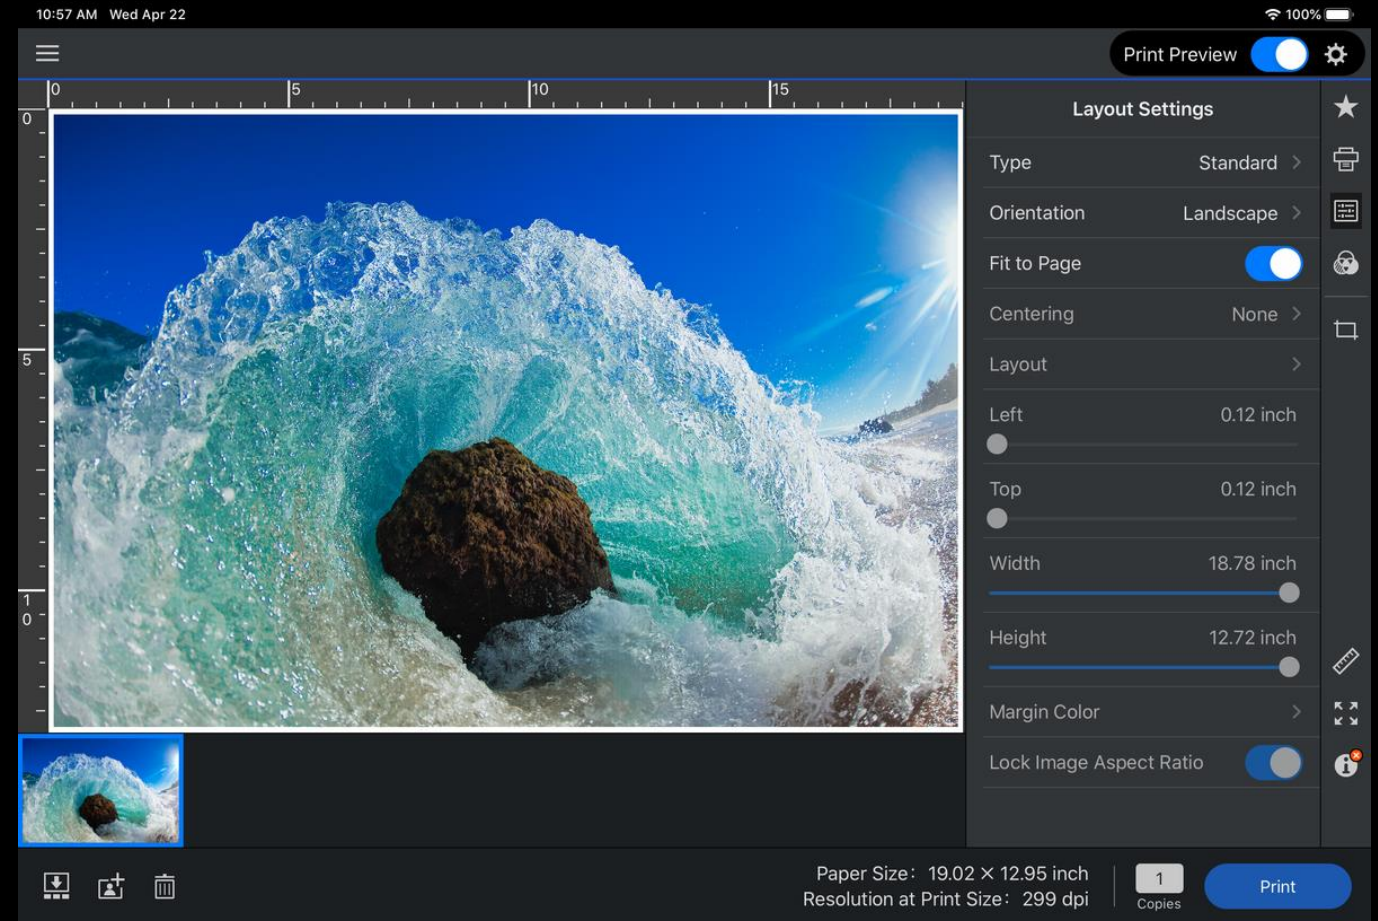 10:57 AM Wed Apr 22
100%
Print Preview
0 5 10 15
0
5
1
0
Layout Settings
Type Standard
Orientation Landscape
Fit to Page
Centering None
Layout
Left 0.12 inch
Top 0.12 inch
Width 18.78 inch
Height 12.72 inch
Margin Color
Lock Image Aspect Ratio
Paper Size: 19.02 × 12.95 inch
Resolution at Print Size: 299 dpi
1
Copies
Print